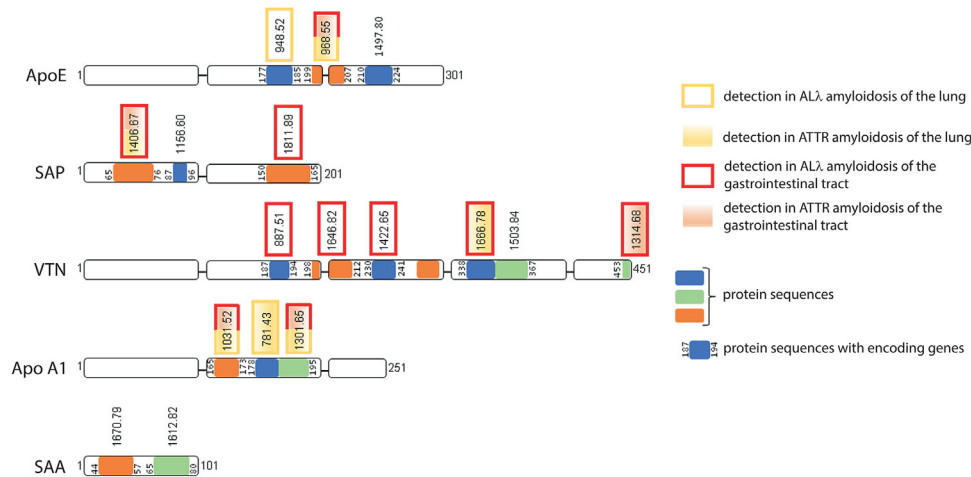 948.52
968.55
1497.80
ApoE 1 177 185 199 207 210 224 301
1406.67
1156.60
1811.89
SAP 1 65 76 87 96 150 165 201
887.51
1646.82
1422.65
1666.78
1503.84
1314.68
VTN 1 187 194 198 212 230 241 338 367 453 451
1031.52
781.43
1301.65
Apo A1 1 165 173 178 195 251
1670.79
1612.82
SAA 1 44 57 65 80 101
detection in ALλ amyloidosis of the lung
detection in ATTR amyloidosis of the lung
detection in ALλ amyloidosis of the
gastrointestinal tract
detection in ATTR amyloidosis of the
gastrointestinal tract
protein sequences
187 194 protein sequences with encoding genes